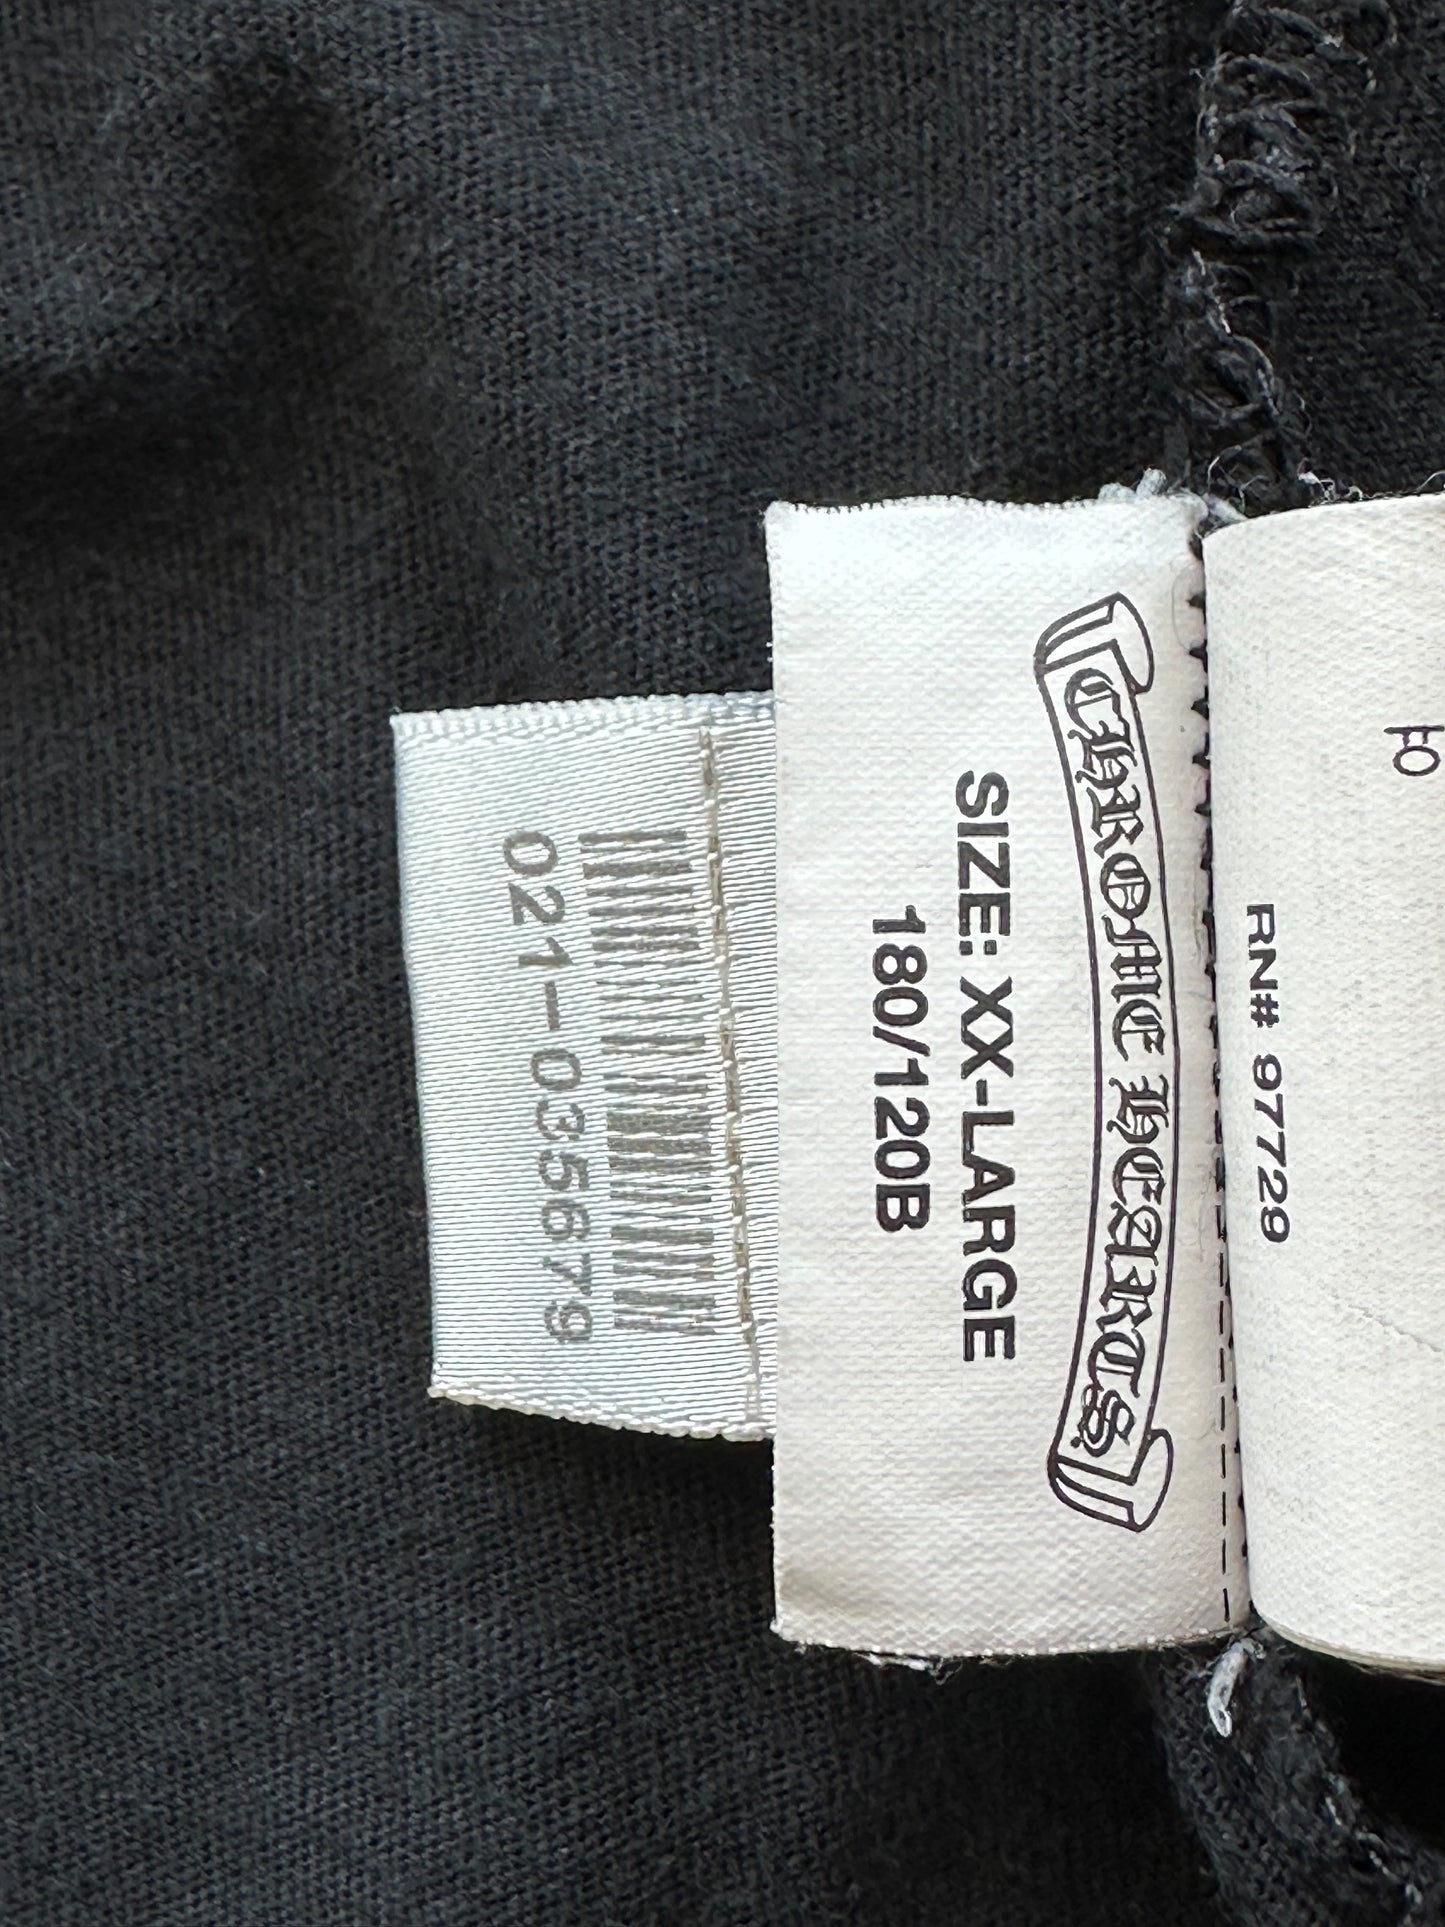 CHROME HEARTS
SIZE: XX-LARGE
180/120B
021-035679
RN# 97729